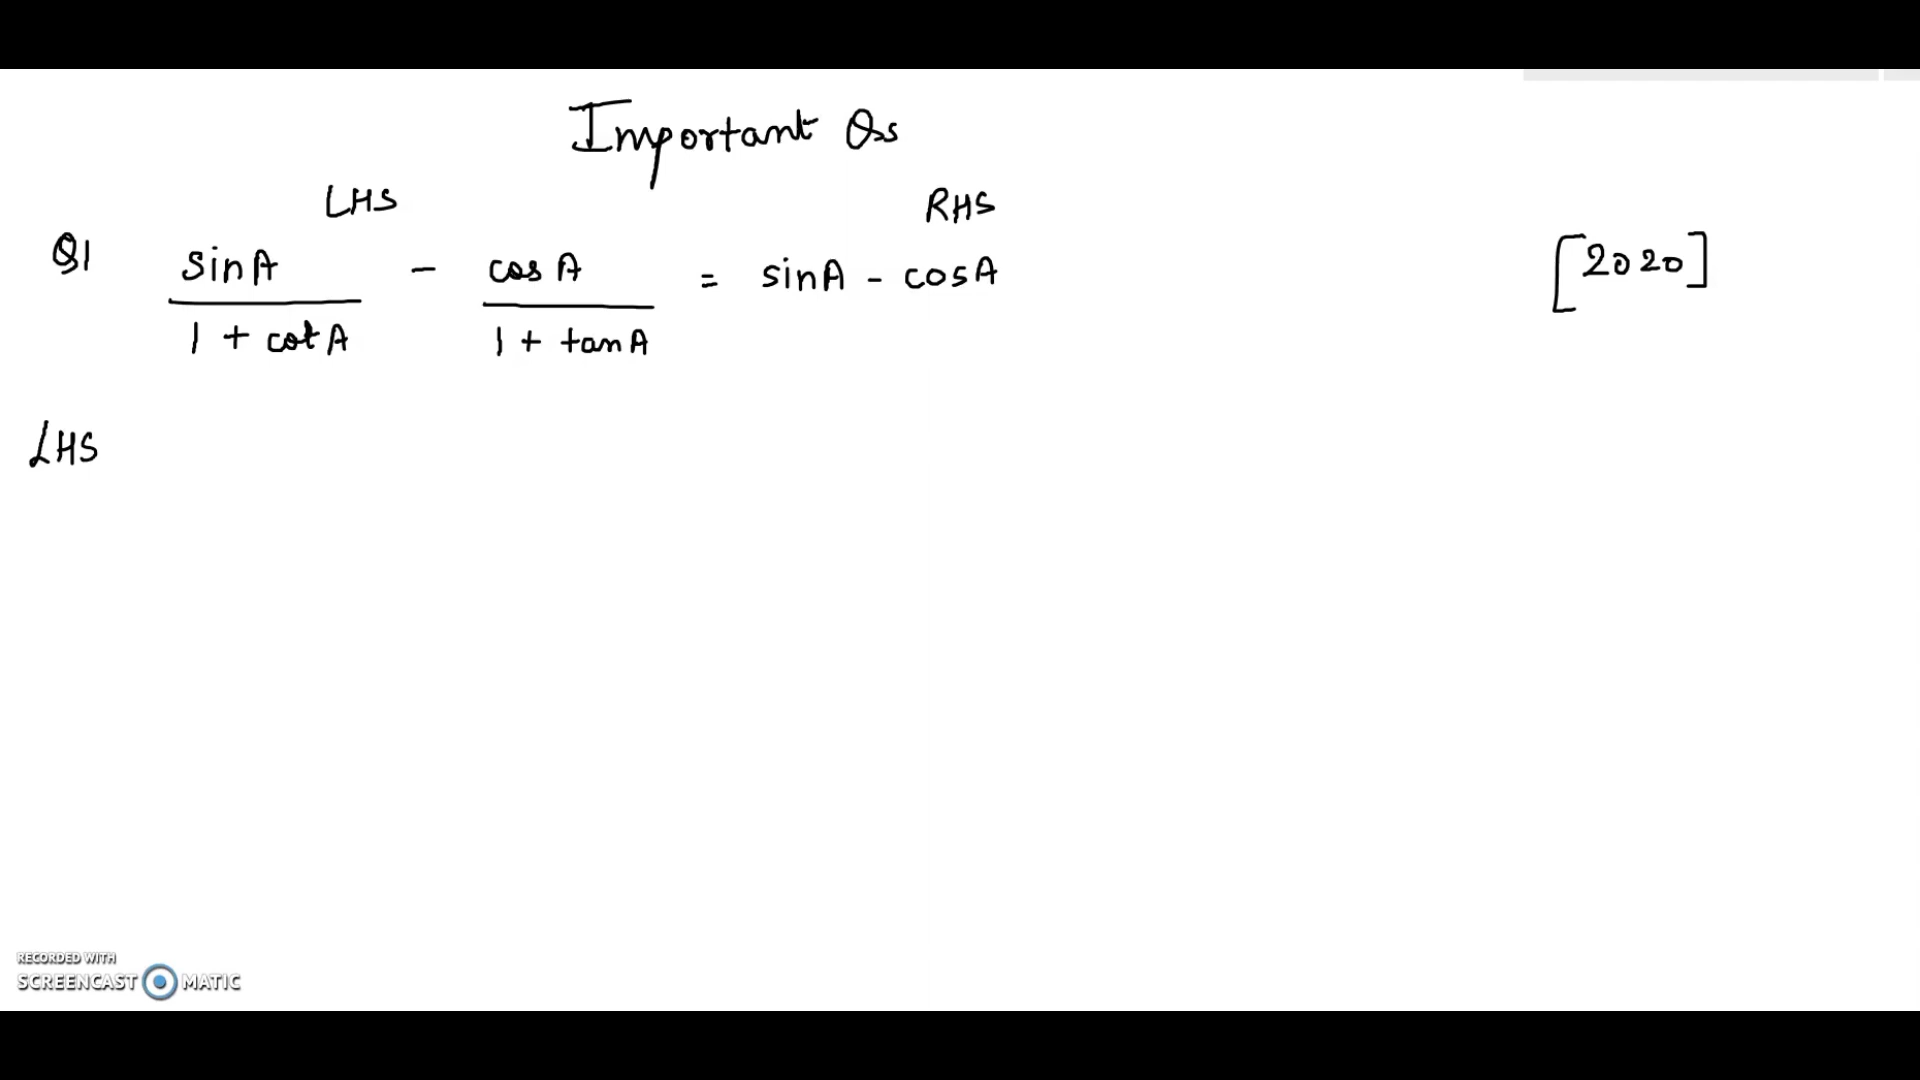 Important Qs
LHS RHS
Q1 sinA / 1 + cotA - cosA / 1 + tanA = sinA - cosA [2020]
LHS
RECORDED WITH
SCREENCAST MATIC